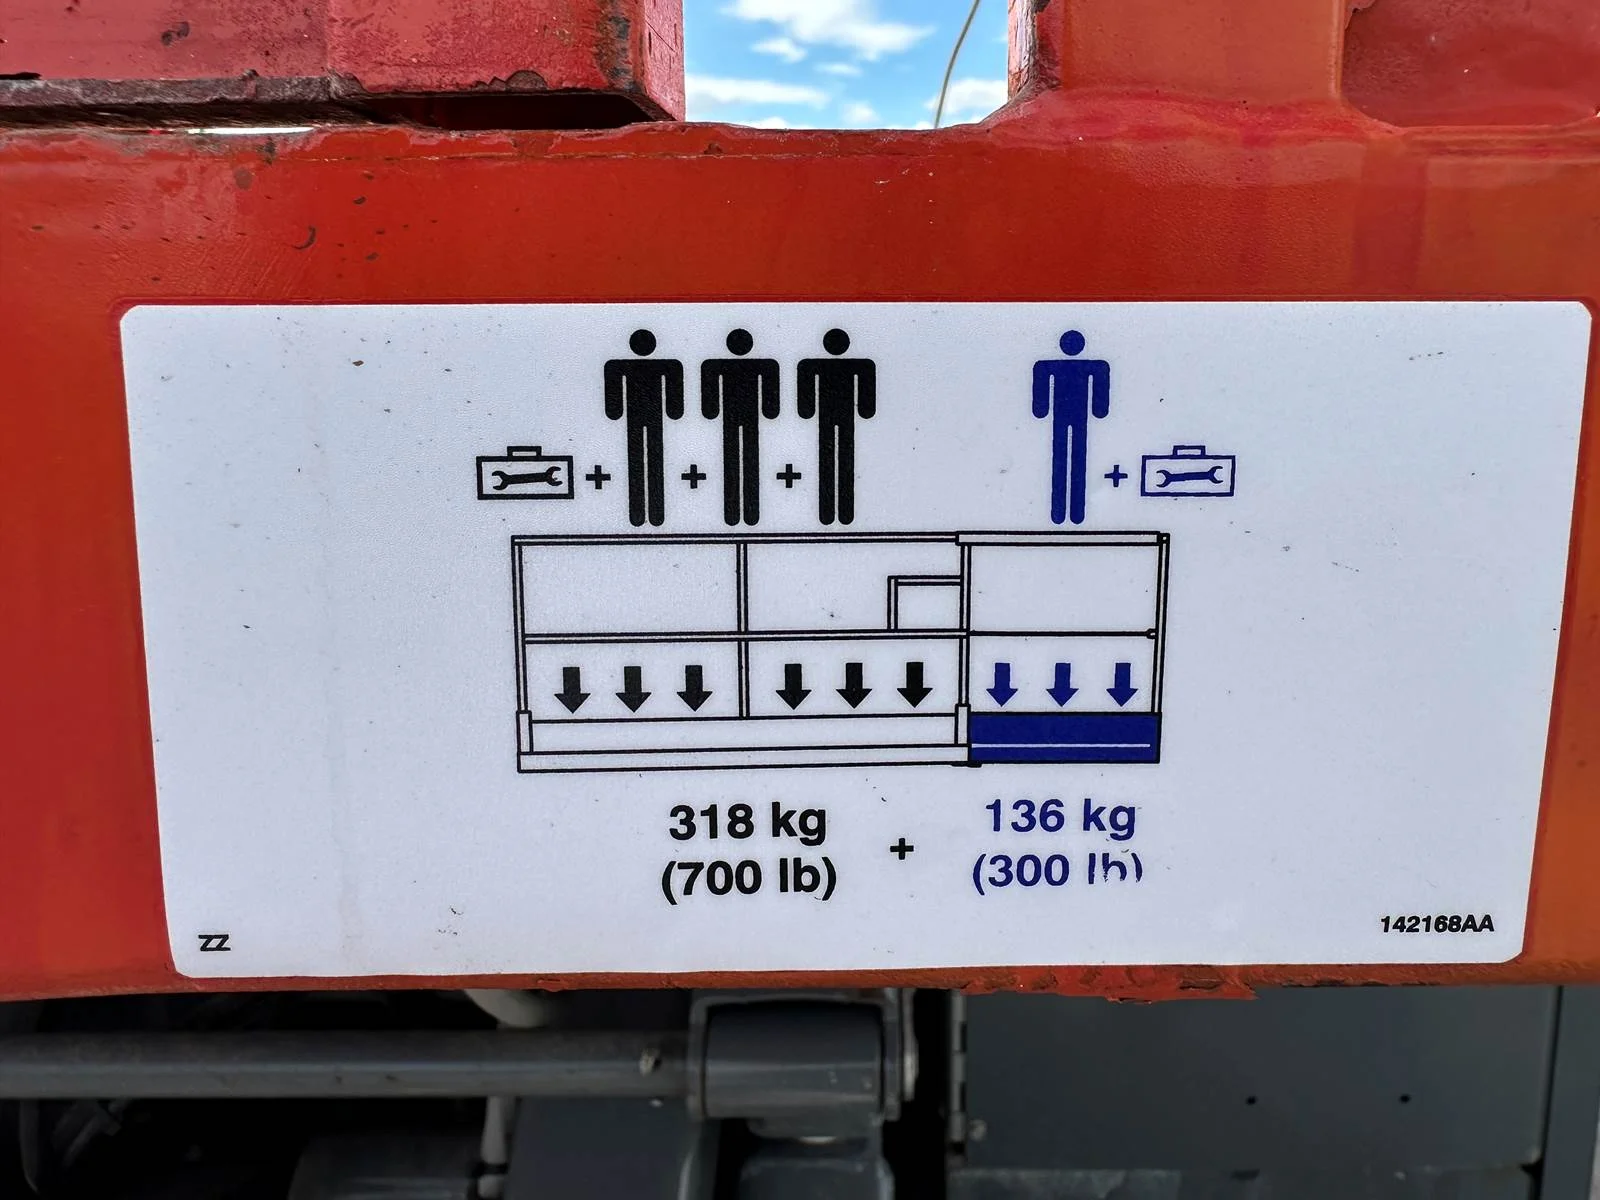 + + +
+
318 kg + 136 kg
(700 lb) (300 lb)
ZZ 142168AA